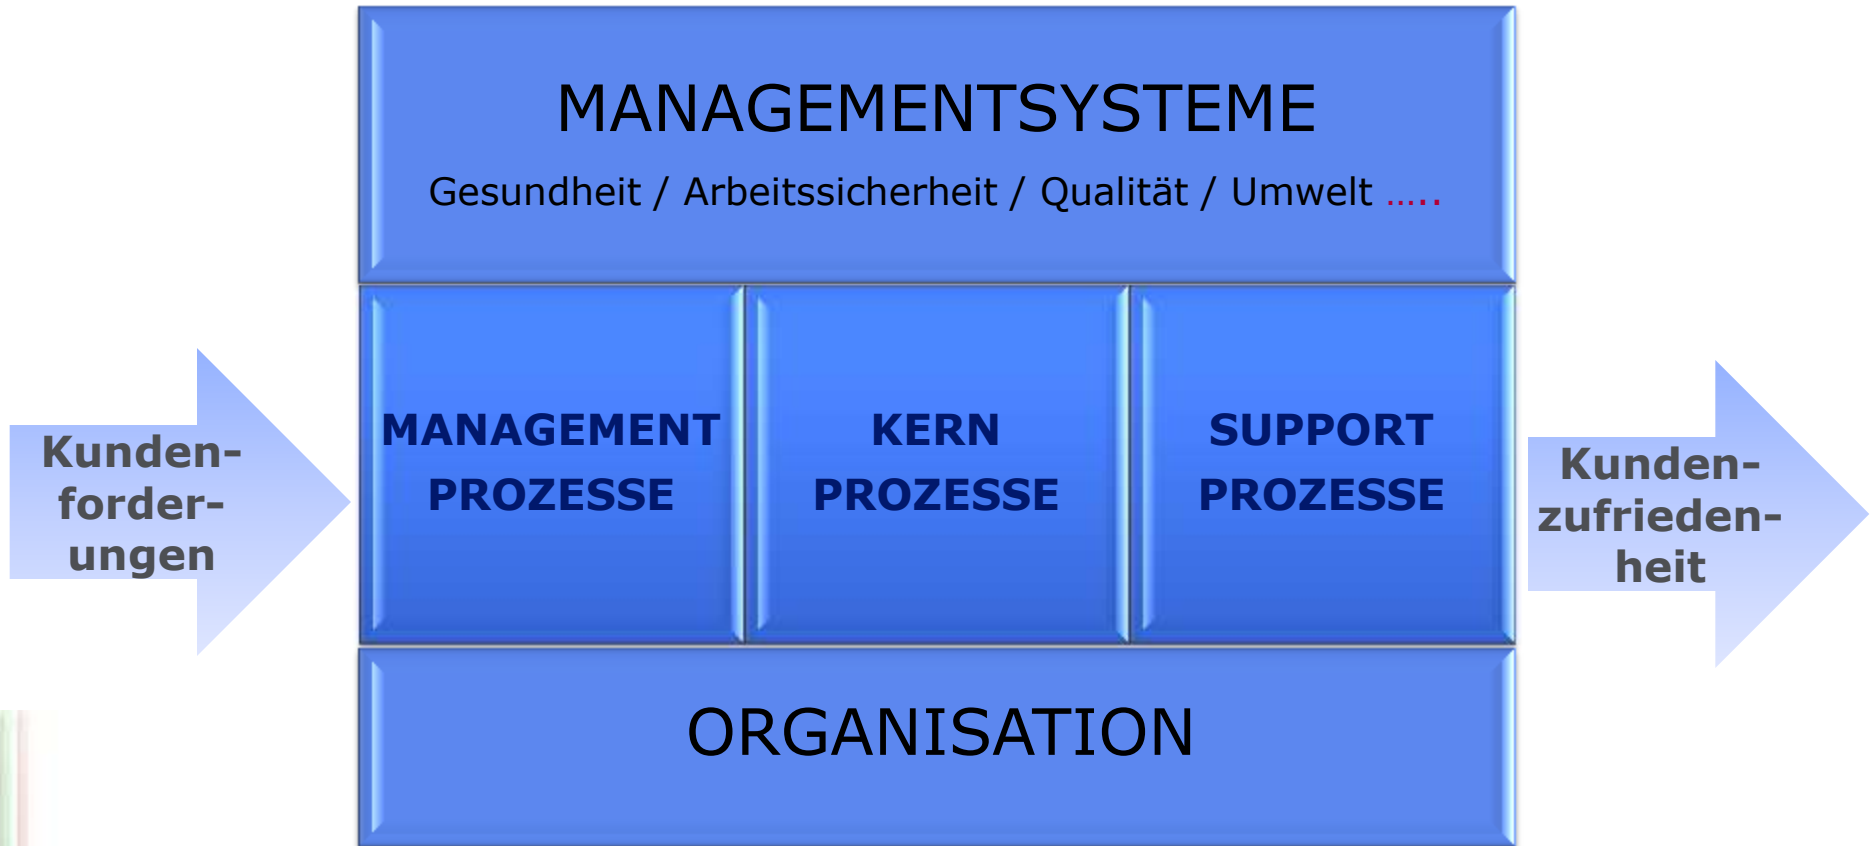 MANAGEMENTSYSTEME
Gesundheit / Arbeitssicherheit / Qualität / Umwelt .....
Kunden-
forder-
ungen
MANAGEMENT
PROZESSE
KERN
PROZESSE
SUPPORT
PROZESSE
Kunden-
zufrieden-
heit
ORGANISATION